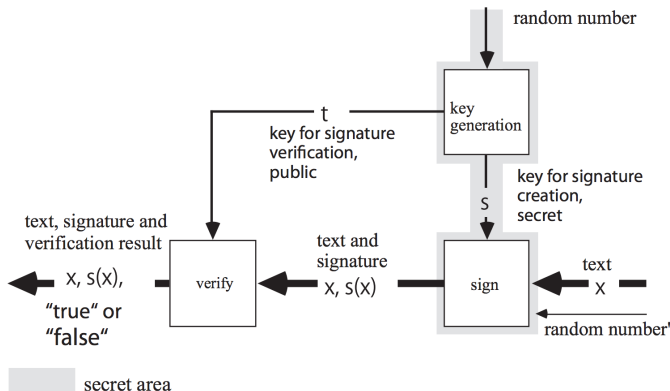 random number
key
generation
t
key for signature
verification,
public
key for signature
creation,
secret
s
text, signature and
verification result
x, s(x),
"true“ or
"false“
verify
text and
signature
x, s(x)
sign
text
x
random number'
secret area